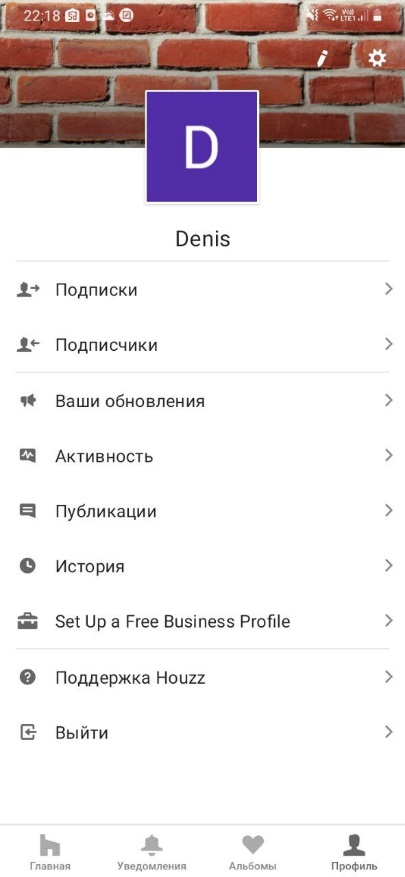 22:18
D
Denis
Подписки
Подписчики
Ваши обновления
Активность
Публикации
История
Set Up a Free Business Profile
Поддержка Houzz
Выйти
Главная Уведомления Альбомы Профиль